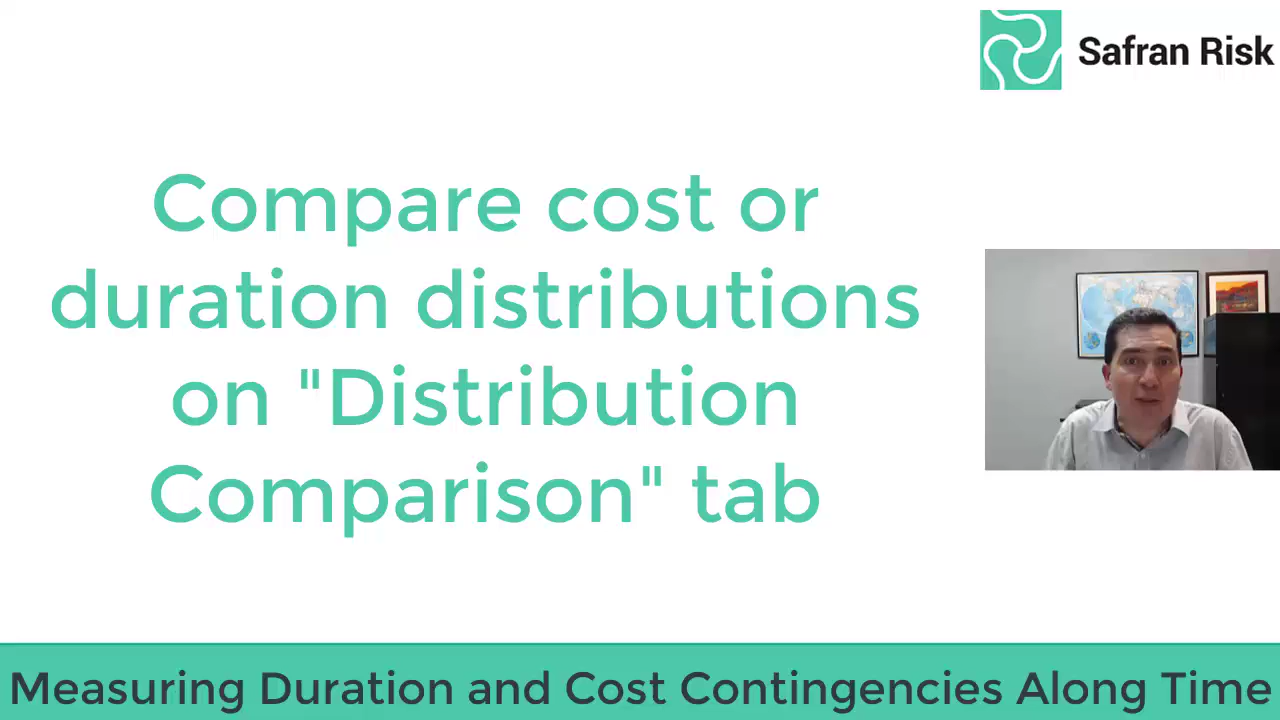 Safran Risk
Compare cost or
duration distributions
on "Distribution
Comparison" tab
Measuring Duration and Cost Contingencies Along Time